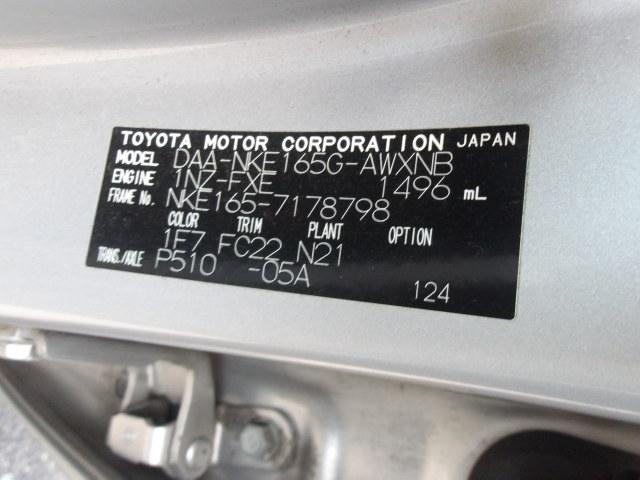 TOYOTA MOTOR CORPORATION JAPAN
MODEL DAA-NKE165G-AWXNB
ENGINE 1NZ-FXE 1496 mL
FRAME No. NKE165-7178798
COLOR TRIM PLANT OPTION
1F7 FC22 N21
TRANS./AXLE P510 -05A
124